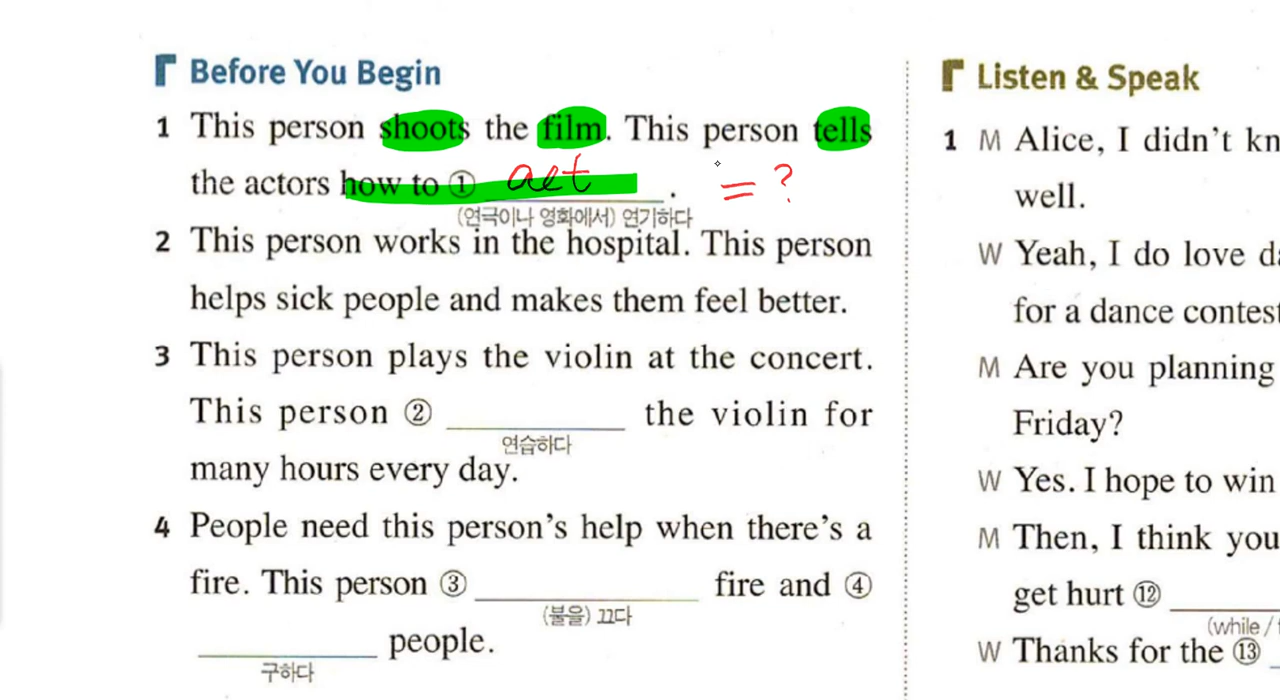 Before You Begin
1 This person shoots the film. This person tells
the actors how to ① act . = ?
(연극이나 영화에서) 연기하다
2 This person works in the hospital. This person
helps sick people and makes them feel better.
3 This person plays the violin at the concert.
This person ② the violin for
연습하다
many hours every day.
4 People need this person's help when there's a
fire. This person ③ fire and ④
(불을) 끄다
people.
구하다
Listen & Speak
1 M Alice, I didn't kn
well.
W Yeah, I do love da
for a dance contest
M Are you planning
Friday?
W Yes. I hope to win
M Then, I think you
get hurt ⑫
(while /
W Thanks for the ⑬